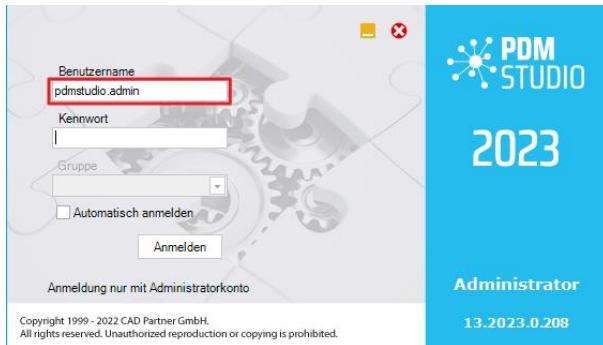 Benutzername
pdmstudio.admin
Kennwort
Gruppe
Automatisch anmelden
Anmelden
Anmeldung nur mit Administratorkonto
Copyright 1999 - 2022 CAD Partner GmbH.
All rights reserved. Unauthorized reproduction or copying is prohibited.
PDM
STUDIO
2023
Administrator
13.2023.0.208